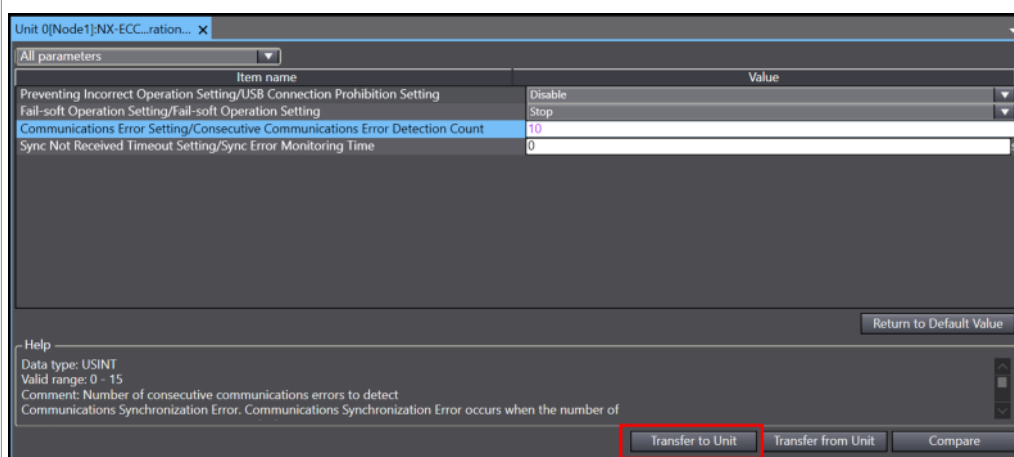 Unit 0[Node1]:NX-ECC...ration... X
All parameters
Item name Value
Preventing Incorrect Operation Setting/USB Connection Prohibition Setting Disable
Fail-soft Operation Setting/Fail-soft Operation Setting Stop
Communications Error Setting/Consecutive Communications Error Detection Count 10
Sync Not Received Timeout Setting/Sync Error Monitoring Time 0
Return to Default Value
Help
Data type: USINT
Valid range: 0 - 15
Comment: Number of consecutive communications errors to detect
Communications Synchronization Error. Communications Synchronization Error occurs when the number of
Transfer to Unit Transfer from Unit Compare